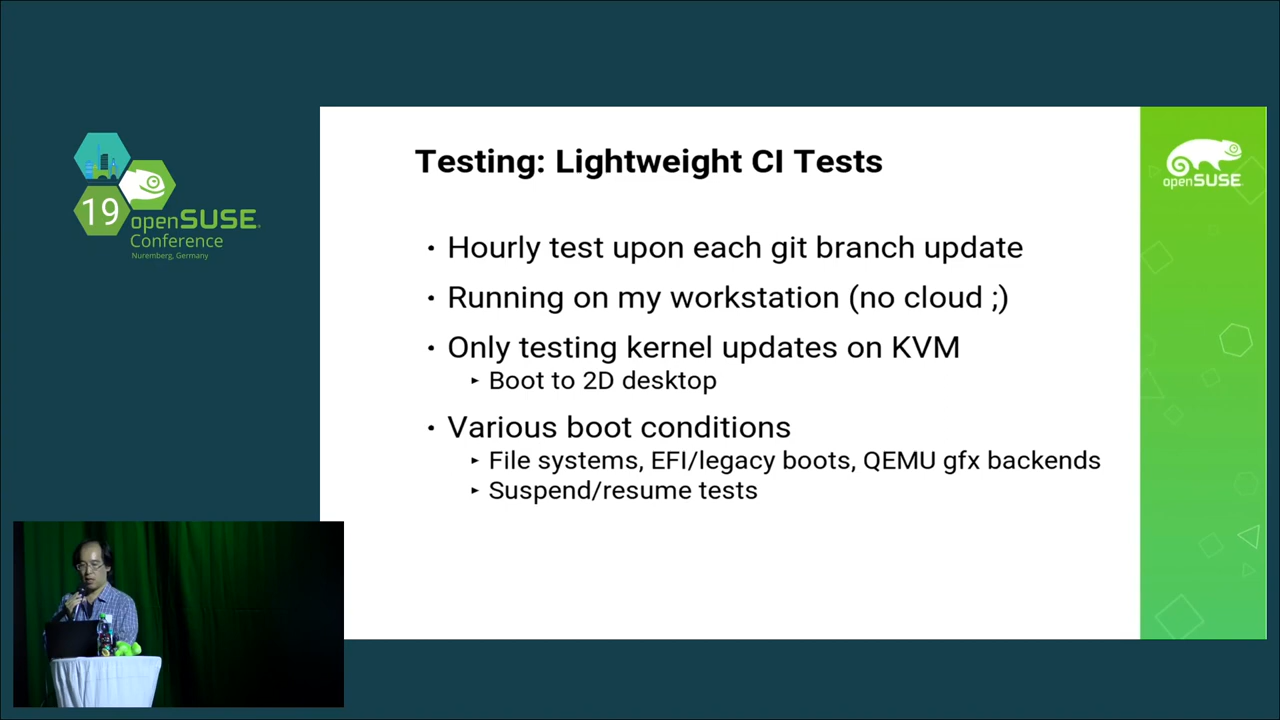 19
openSUSE
Conference
Nuremberg, Germany
Testing: Lightweight CI Tests
• Hourly test upon each git branch update
• Running on my workstation (no cloud ;)
• Only testing kernel updates on KVM
▸ Boot to 2D desktop
• Various boot conditions
▸ File systems, EFI/legacy boots, QEMU gfx backends
▸ Suspend/resume tests
openSUSE